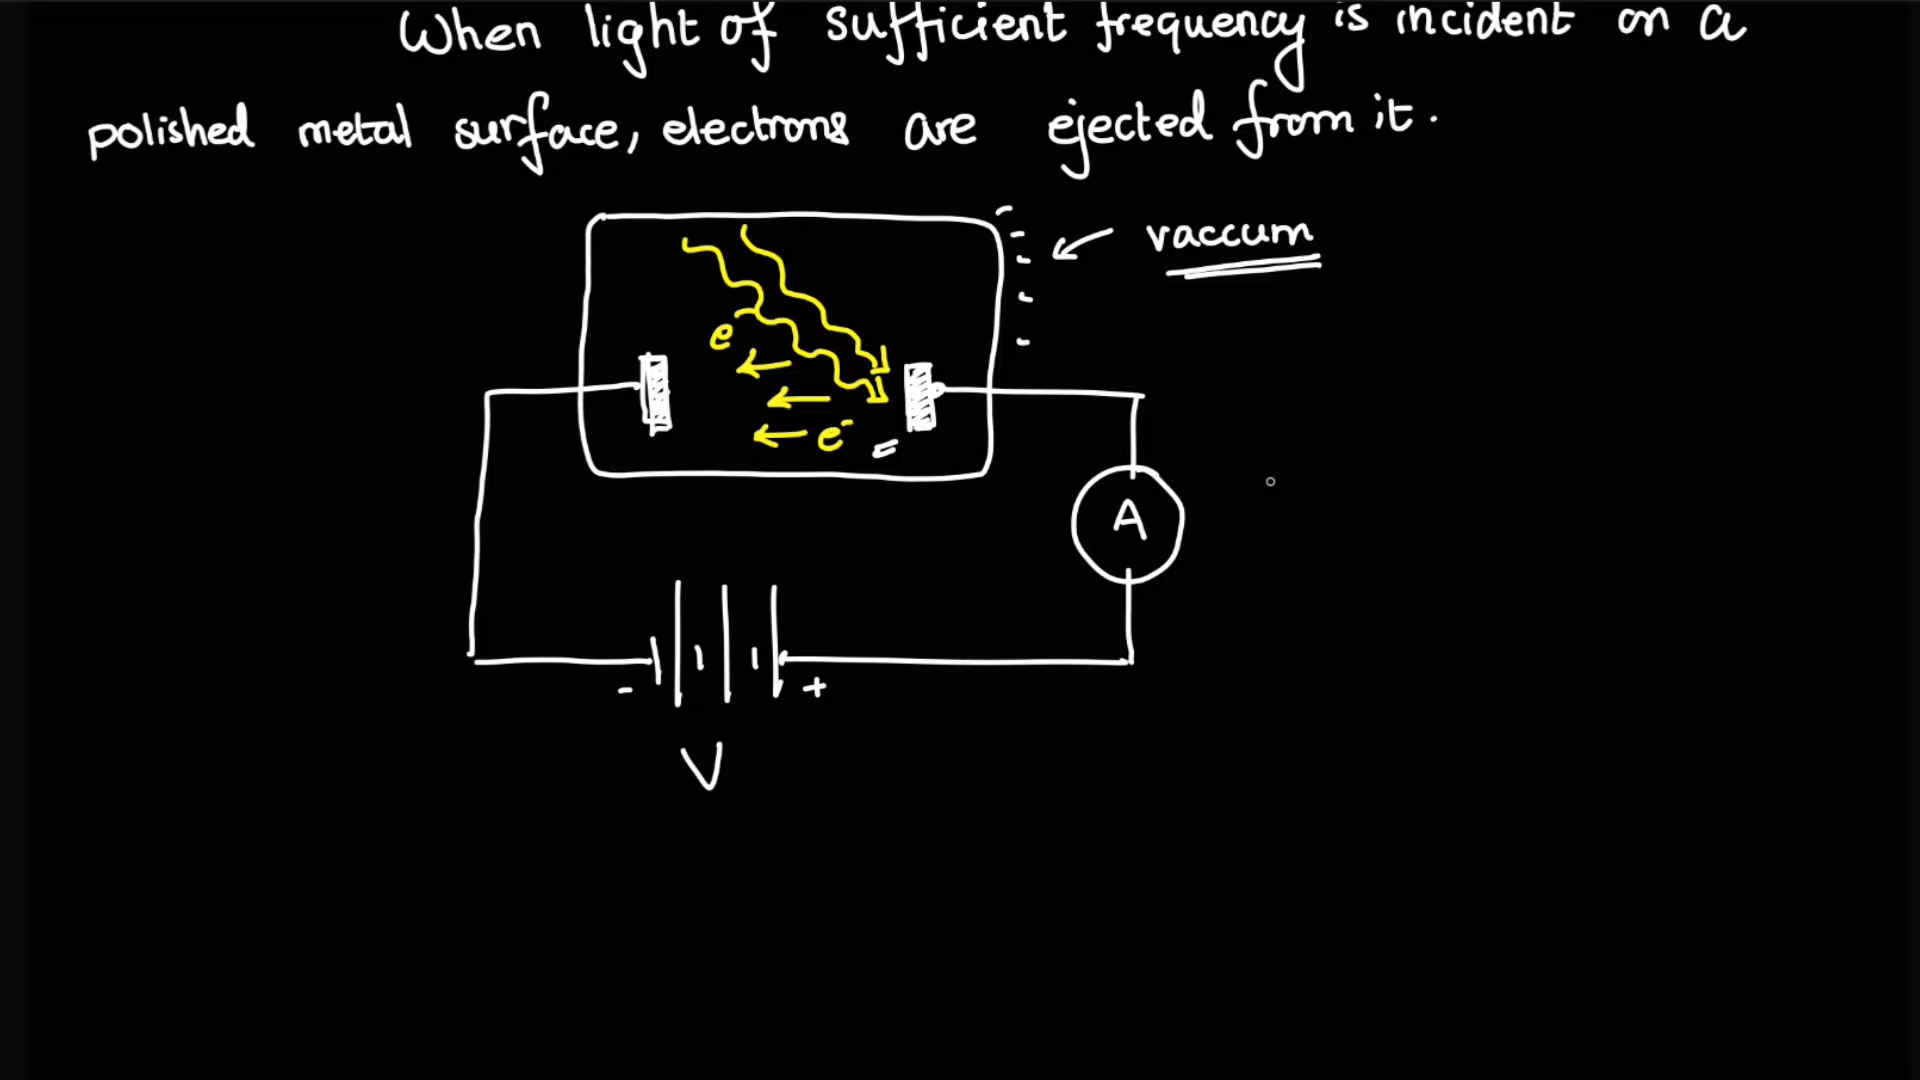 When light of sufficient frequency is incident on a
polished metal surface, electrons are ejected from it.
vaccum
e
e⁻
A
- +
V